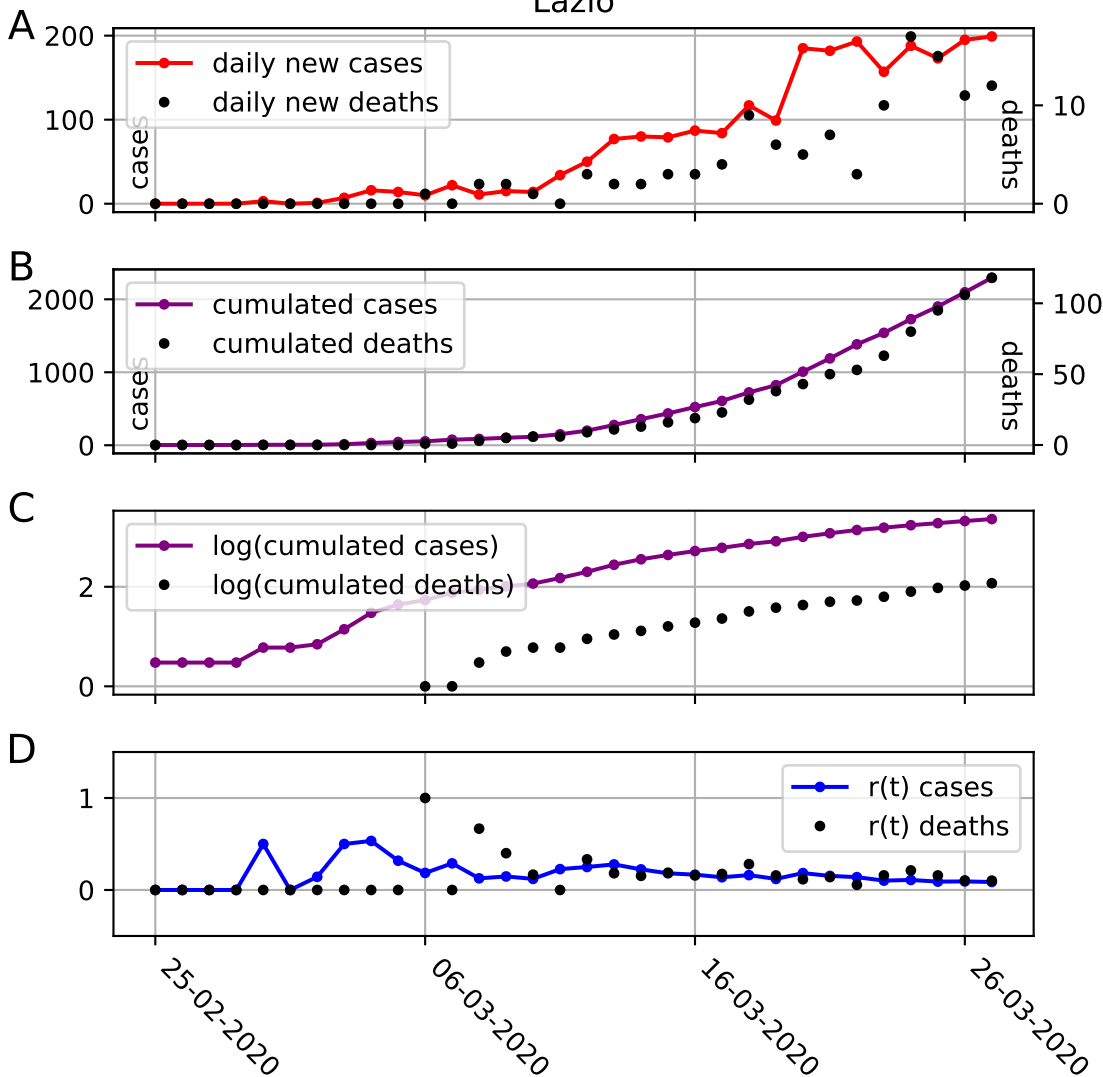 Lazio
A
200
100
0
cases
daily new cases
daily new deaths
10
0
deaths
B
2000
1000
0
cases
cumulated cases
cumulated deaths
100
50
0
deaths
C
2
0
log(cumulated cases)
log(cumulated deaths)
D
1
0
r(t) cases
r(t) deaths
25-02-2020
06-03-2020
16-03-2020
26-03-2020